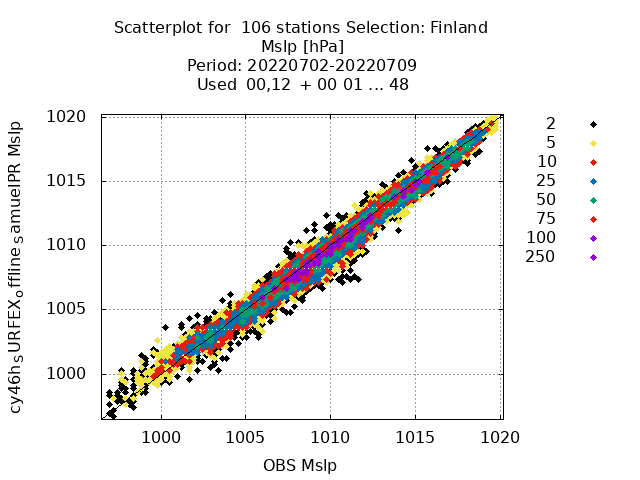 Scatterplot for 106 stations Selection: Finland
Mslp [hPa]
Period: 20220702-20220709
Used 00,12 + 00 01 ... 48
cy46h_SURFEX_offline_samuelPR Mslp
1020
1015
1010
1005
1000
1000 1005 1010 1015 1020
OBS Mslp
2
5
10
25
50
75
100
250